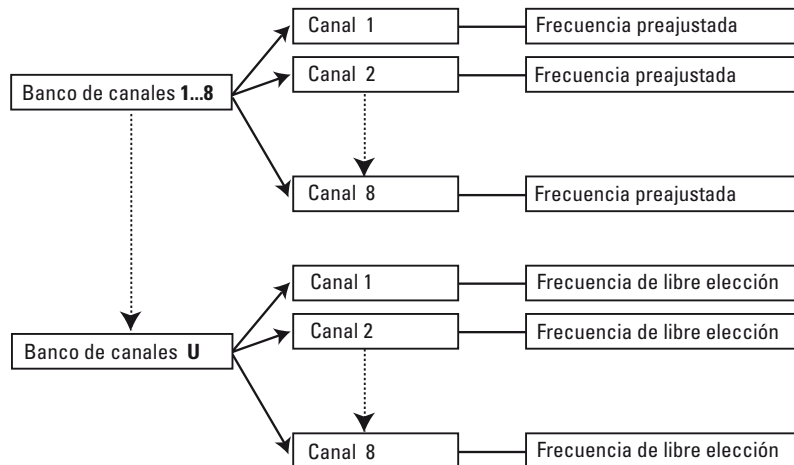 Canal 1 Frecuencia preajustada
Canal 2 Frecuencia preajustada
Banco de canales 1...8
Canal 8 Frecuencia preajustada
Canal 1 Frecuencia de libre elección
Canal 2 Frecuencia de libre elección
Banco de canales U
Canal 8 Frecuencia de libre elección